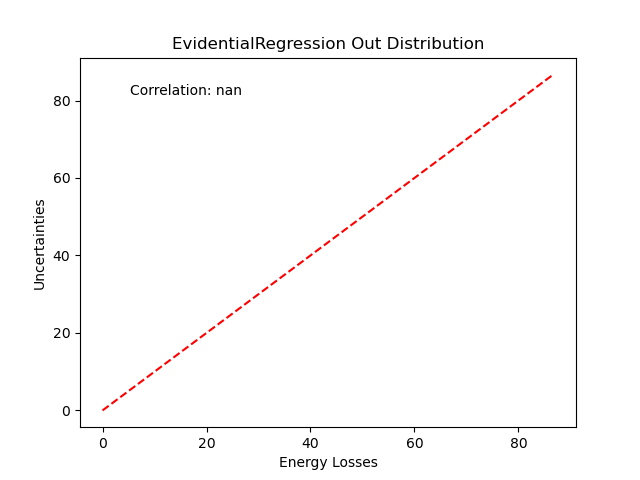 EvidentialRegression Out Distribution
Correlation: nan
80
60
40
20
0
Uncertainties
0 20 40 60 80
Energy Losses